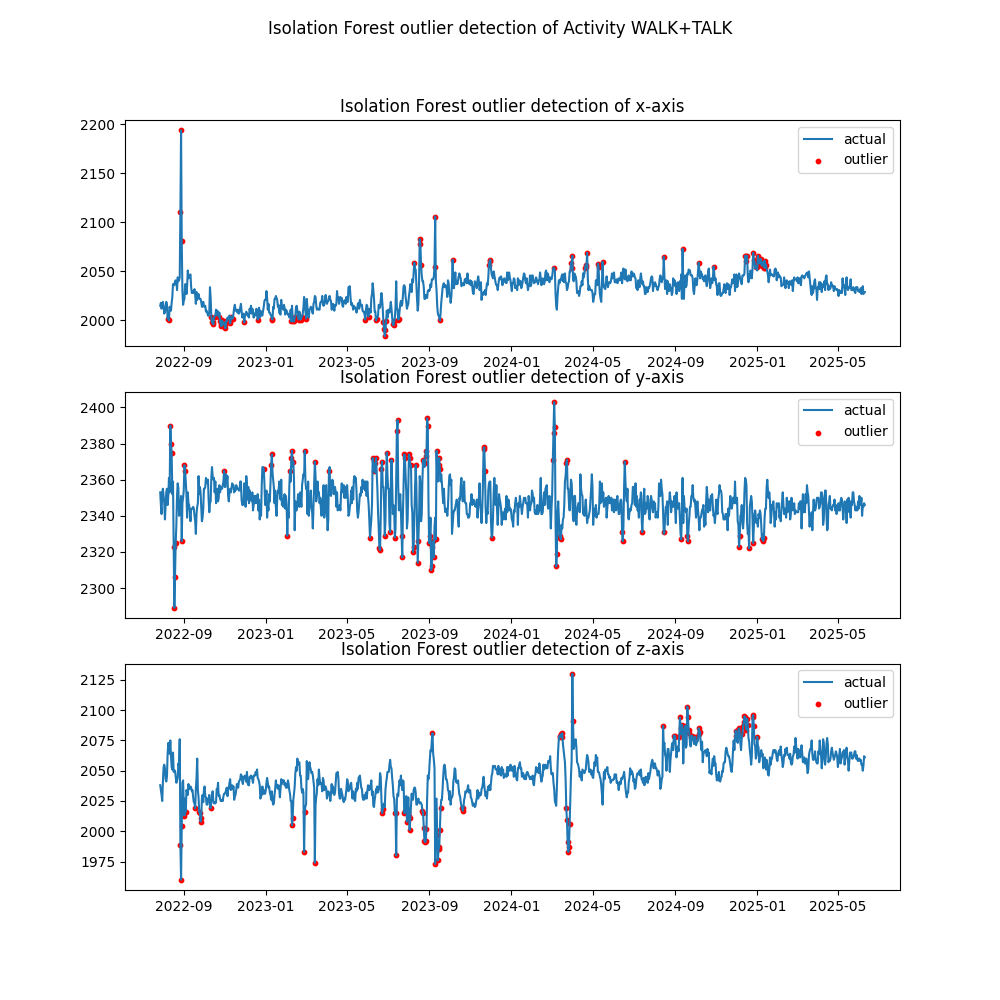 Isolation Forest outlier detection of Activity WALK+TALK
Isolation Forest outlier detection of x-axis
2200
2150
2100
2050
2000
actual
outlier
2022-09 2023-01 2023-05 2023-09 2024-01 2024-05 2024-09 2025-01 2025-05
Isolation Forest outlier detection of y-axis
2400
2380
2360
2340
2320
2300
actual
outlier
2022-09 2023-01 2023-05 2023-09 2024-01 2024-05 2024-09 2025-01 2025-05
Isolation Forest outlier detection of z-axis
2125
2100
2075
2050
2025
2000
1975
actual
outlier
2022-09 2023-01 2023-05 2023-09 2024-01 2024-05 2024-09 2025-01 2025-05